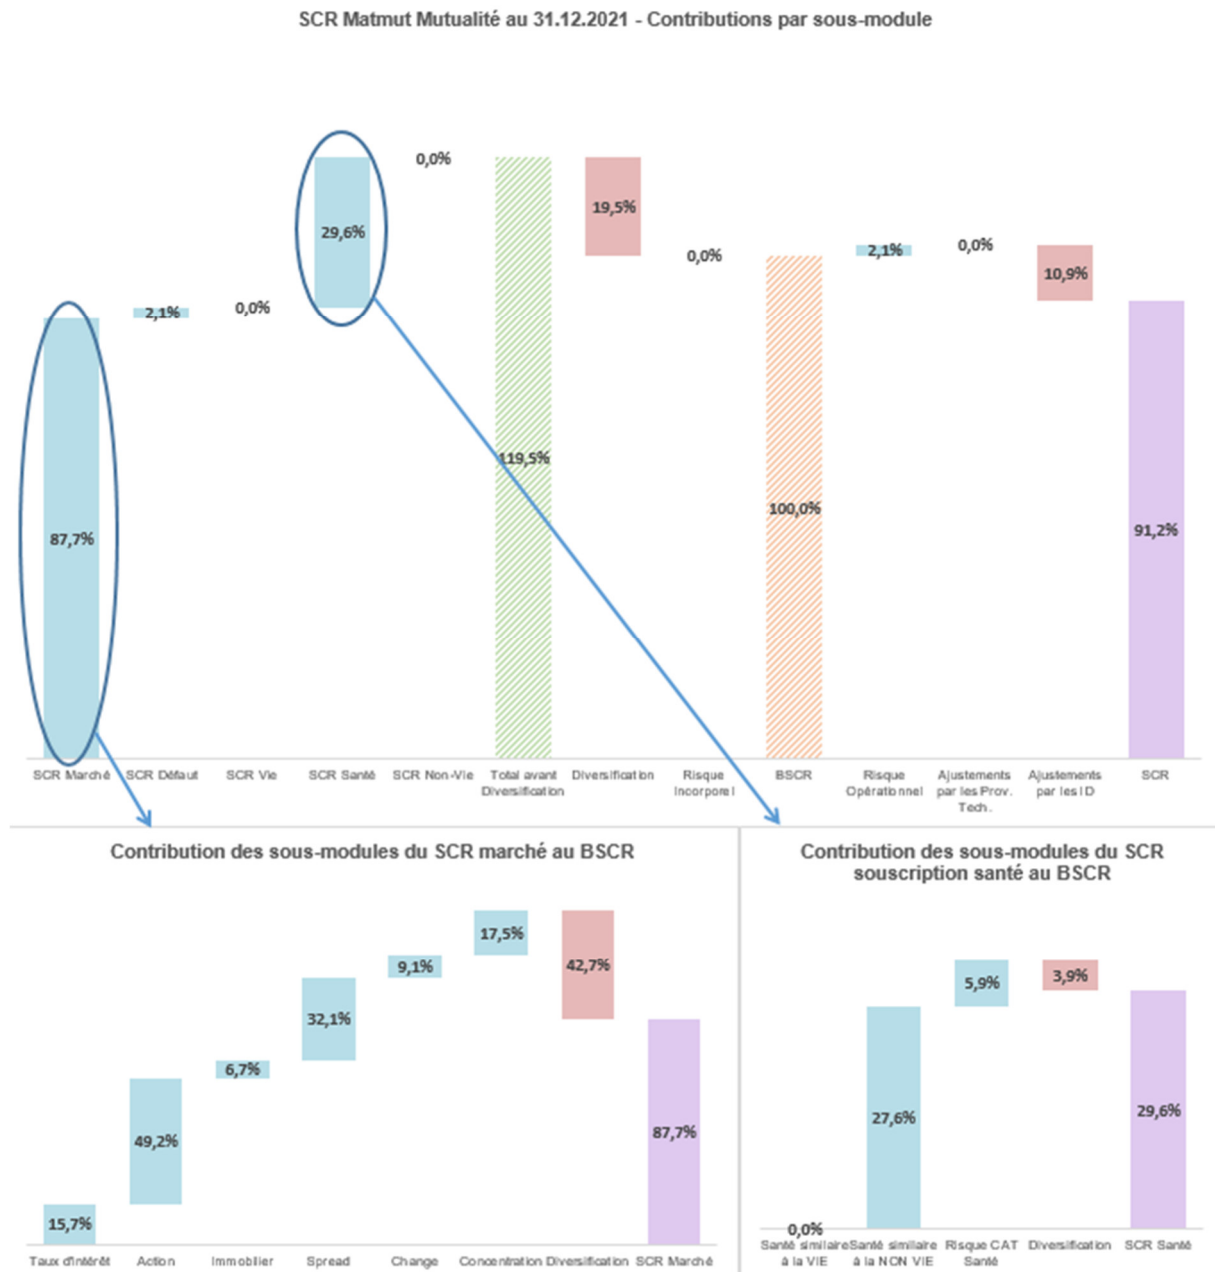 SCR Matmut Mutualité au 31.12.2021 - Contributions par sous-module
0,0%
19,5%
29,6%
2,1%
0,0%
0,0%
10,9%
2,1%
0,0%
119,5%
100,0%
91,2%
87,7%
SCR Marché SCR Défaut SCR Vie SCR Santé SCR Non-Vie Total avant Diversification Risque BSCR Risque Ajustements Ajustements SCR
Diversification Incorporel Opérationnel par les Prov. par les ID
Tech.
Contribution des sous-modules du SCR marché au BSCR
17,5%
9,1%
42,7%
32,1%
6,7%
49,2%
87,7%
15,7%
Taux d'intérêt Action Immobilier Spread Change Concentration Diversification SCR Marché
Contribution des sous-modules du SCR
souscription santé au BSCR
5,9%
3,9%
27,6%
29,6%
0,0%
Santé similaire Santé similaire Risque CAT Diversification SCR Santé
à la VIE à la NON VIE Santé